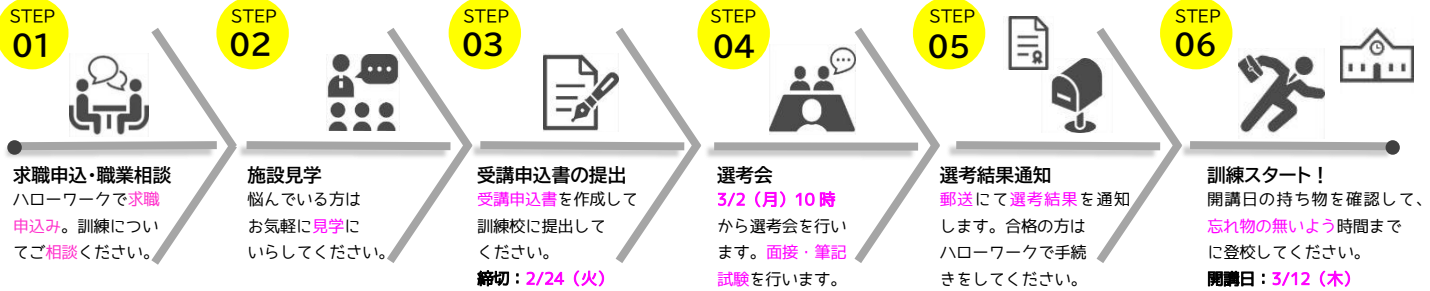 STEP
01
求職申込・職業相談
ハローワークで求職
申込み。訓練につい
てご相談ください。
STEP
02
施設見学
悩んでいる方は
お気軽に見学に
いらしてください。
STEP
03
受講申込書の提出
受講申込書を作成して
訓練校に提出して
ください。
締切：2/24（火）
STEP
04
選考会
3/2（月）10時
から選考会を行い
ます。面接・筆記
試験を行います。
STEP
05
選考結果通知
郵送にて選考結果を通知
します。合格の方は
ハローワークで手続
きをしてください。
STEP
06
訓練スタート！
開講日の持ち物を確認して、
忘れ物の無いよう時間まで
に登校してください。
開講日：3/12（木）